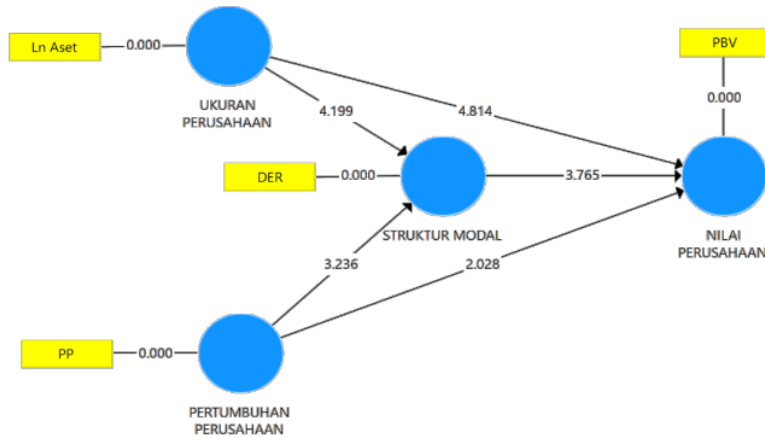 PBV
Ln Aset
0.000
0.000
UKURAN
PERUSAHAAN
4.199
4.814
DER
0.000
3.765
STRUKTUR MODAL
NILAI
PERUSAHAAN
3.236
2.028
PP
0.000
PERTUMBUHAN
PERUSAHAAN